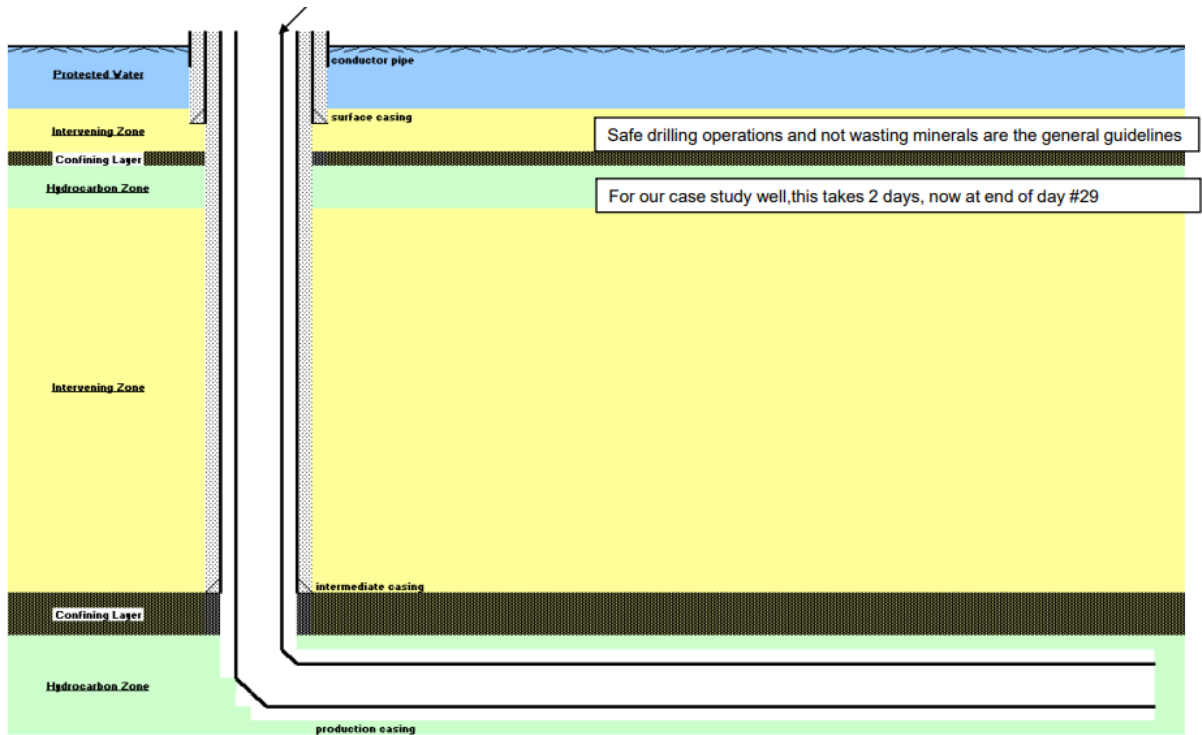 conductor pipe
Protected Water
surface casing
Intervening Zone
Safe drilling operations and not wasting minerals are the general guidelines
Confining Layer
Hydrocarbon Zone
For our case study well,this takes 2 days, now at end of day #29
Intervening Zone
intermediate casing
Confining Layer
Hydrocarbon Zone
production casing